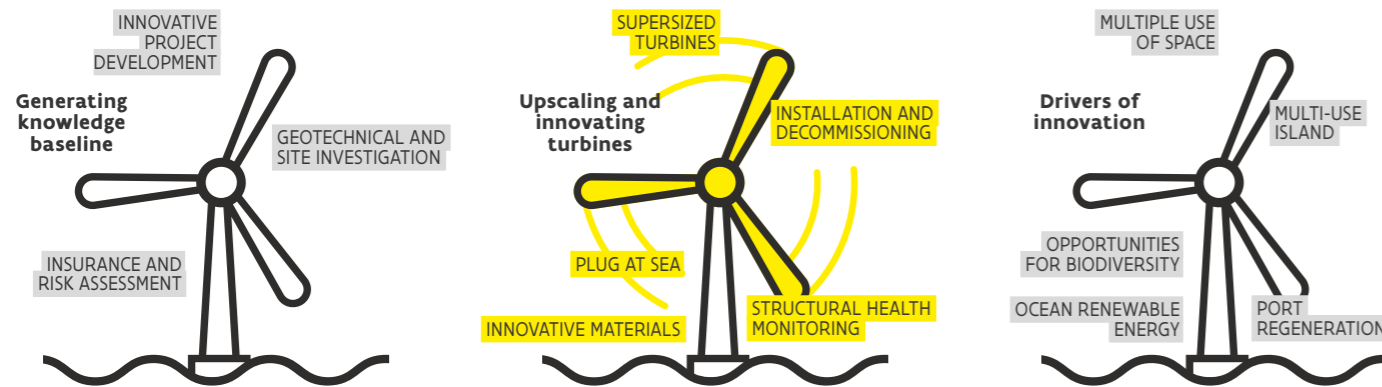 INNOVATIVE
PROJECT
DEVELOPMENT
Generating
knowledge
baseline
GEOTECHNICAL AND
SITE INVESTIGATION
INSURANCE AND
RISK ASSESSMENT
SUPERSIZED
TURBINES
Upscaling and
innovating
turbines
INSTALLATION AND
DECOMMISSIONING
PLUG AT SEA
INNOVATIVE MATERIALS
STRUCTURAL HEALTH
MONITORING
MULTIPLE USE
OF SPACE
Drivers of
innovation
MULTI-USE
ISLAND
OPPORTUNITIES
FOR BIODIVERSITY
OCEAN RENEWABLE
ENERGY
PORT
REGENERATION